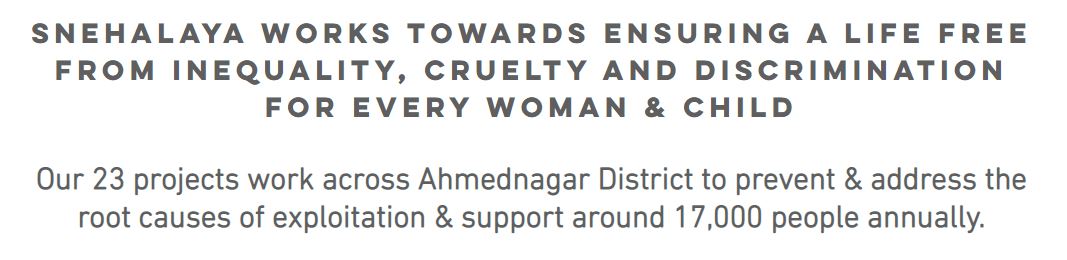 SNEHALAYA WORKS TOWARDS ENSURING A LIFE FREE
FROM INEQUALITY, CRUELTY AND DISCRIMINATION
FOR EVERY WOMAN & CHILD
Our 23 projects work across Ahmednagar District to prevent & address the
root causes of exploitation & support around 17,000 people annually.